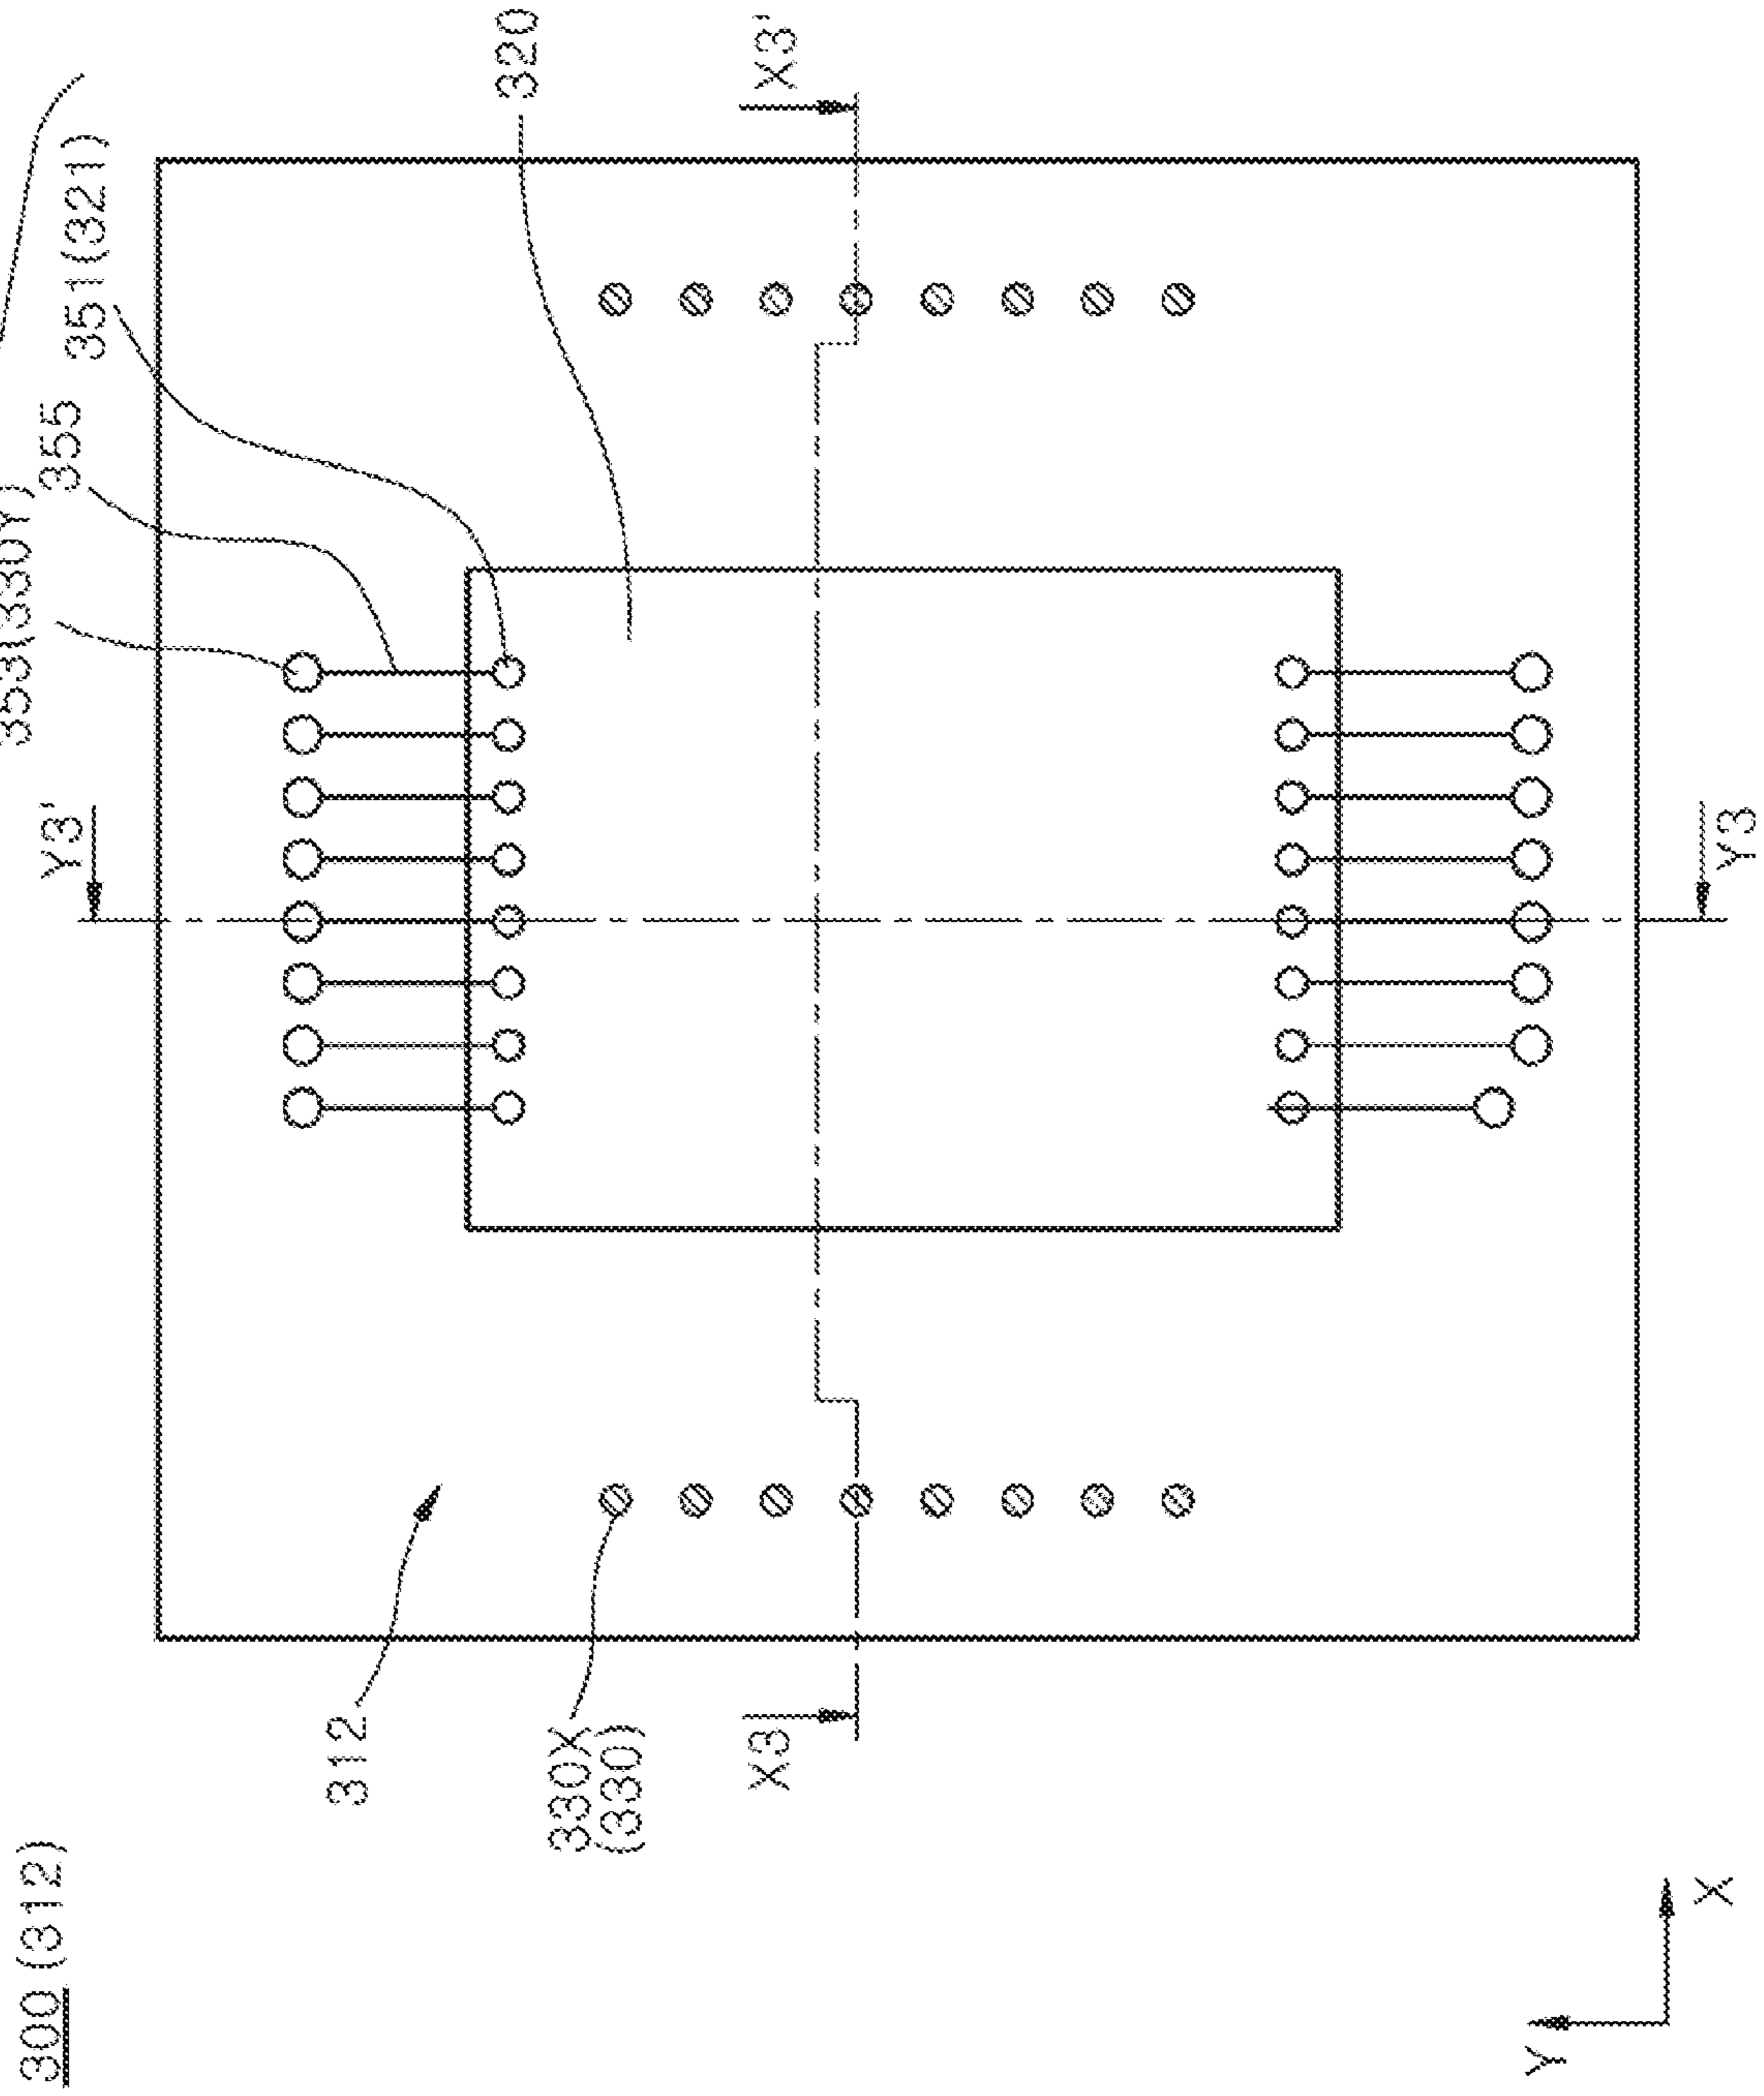 300 (312)
353(330Y)
355
351(321)
320
Y3'
X3'
312
330X
(330)
X3
Y3
Y
X